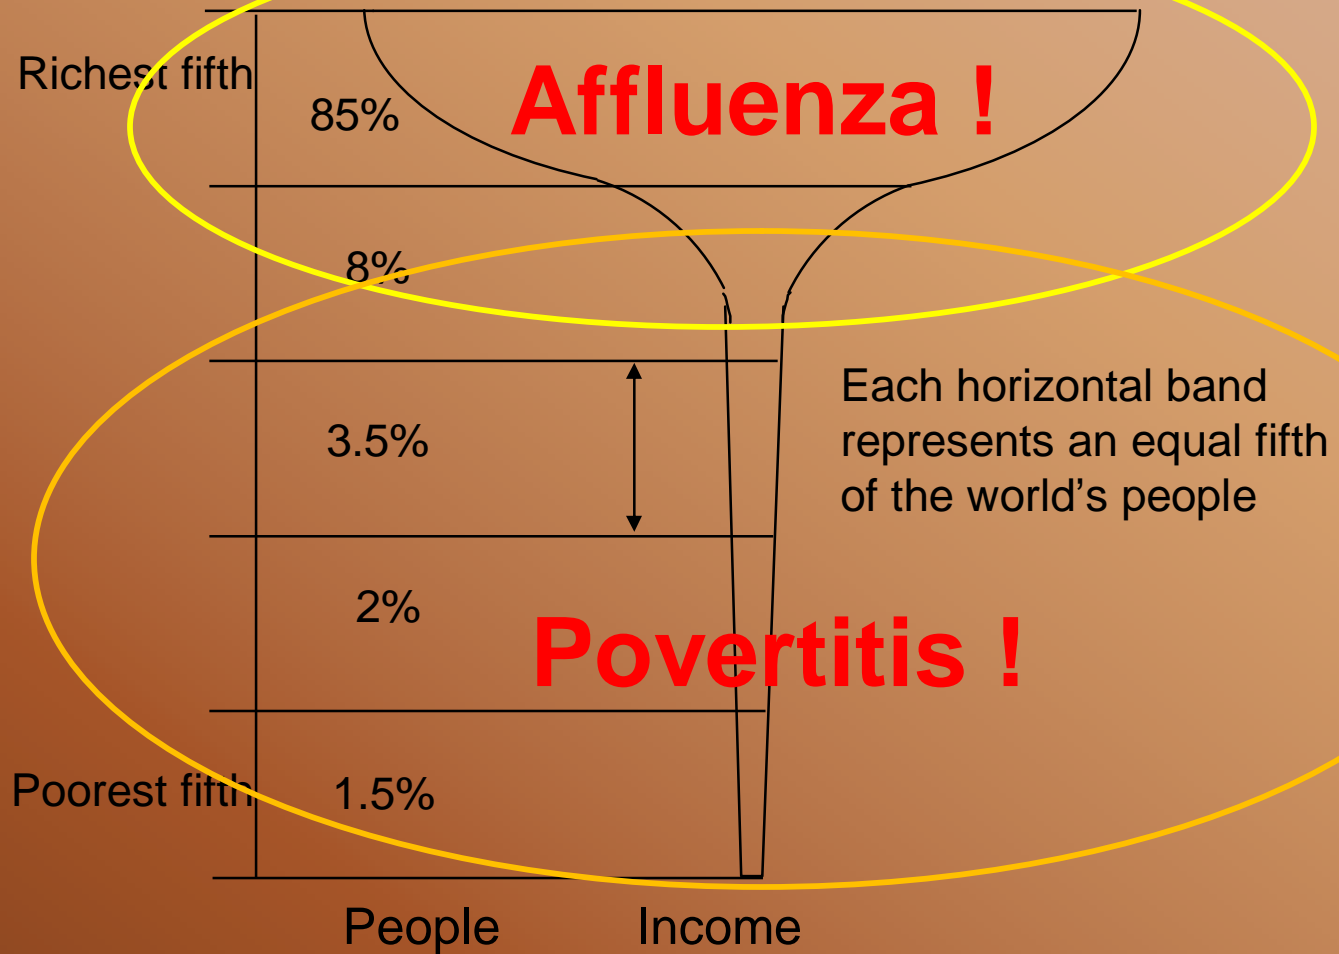 Richest fifth
85%
Affluenza !
8%
3.5%
Each horizontal band
represents an equal fifth
of the world’s people
2%
Povertitis !
Poorest fifth
1.5%
People
Income